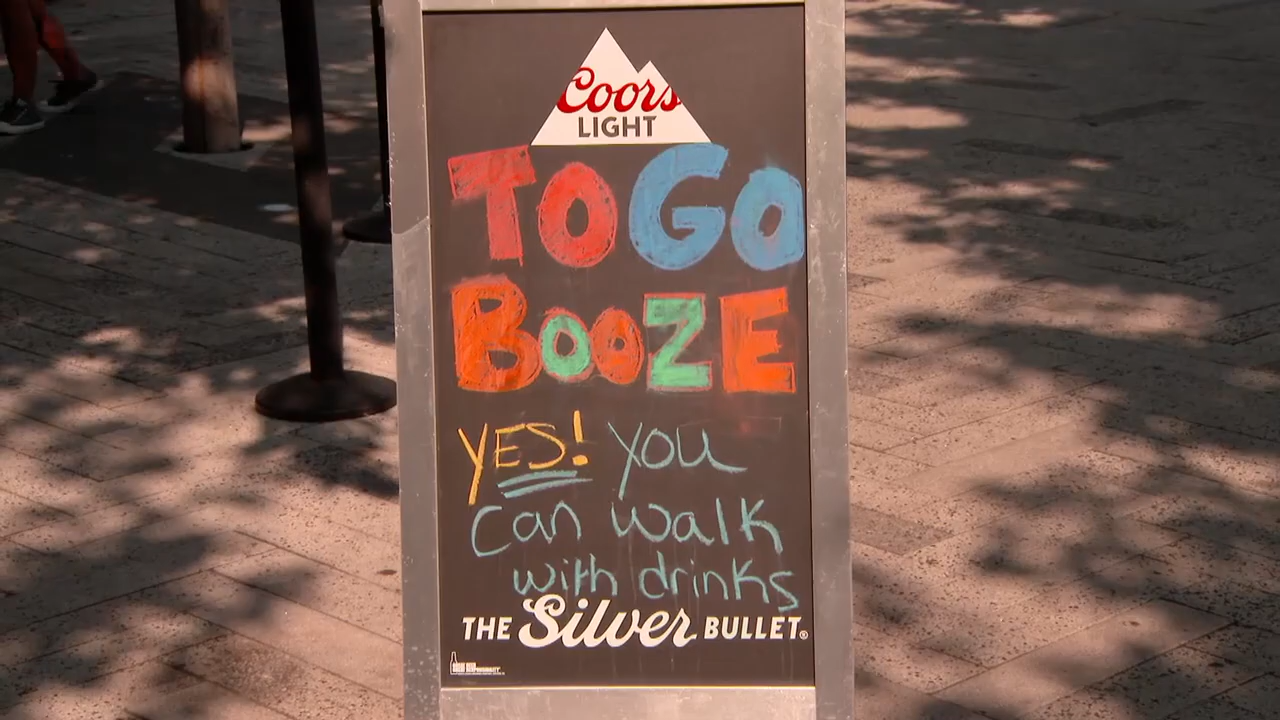 Coors
LIGHT
TO GO
BOOZE
YES! YOU
Can walk
with drinks
THE Silver BULLET®